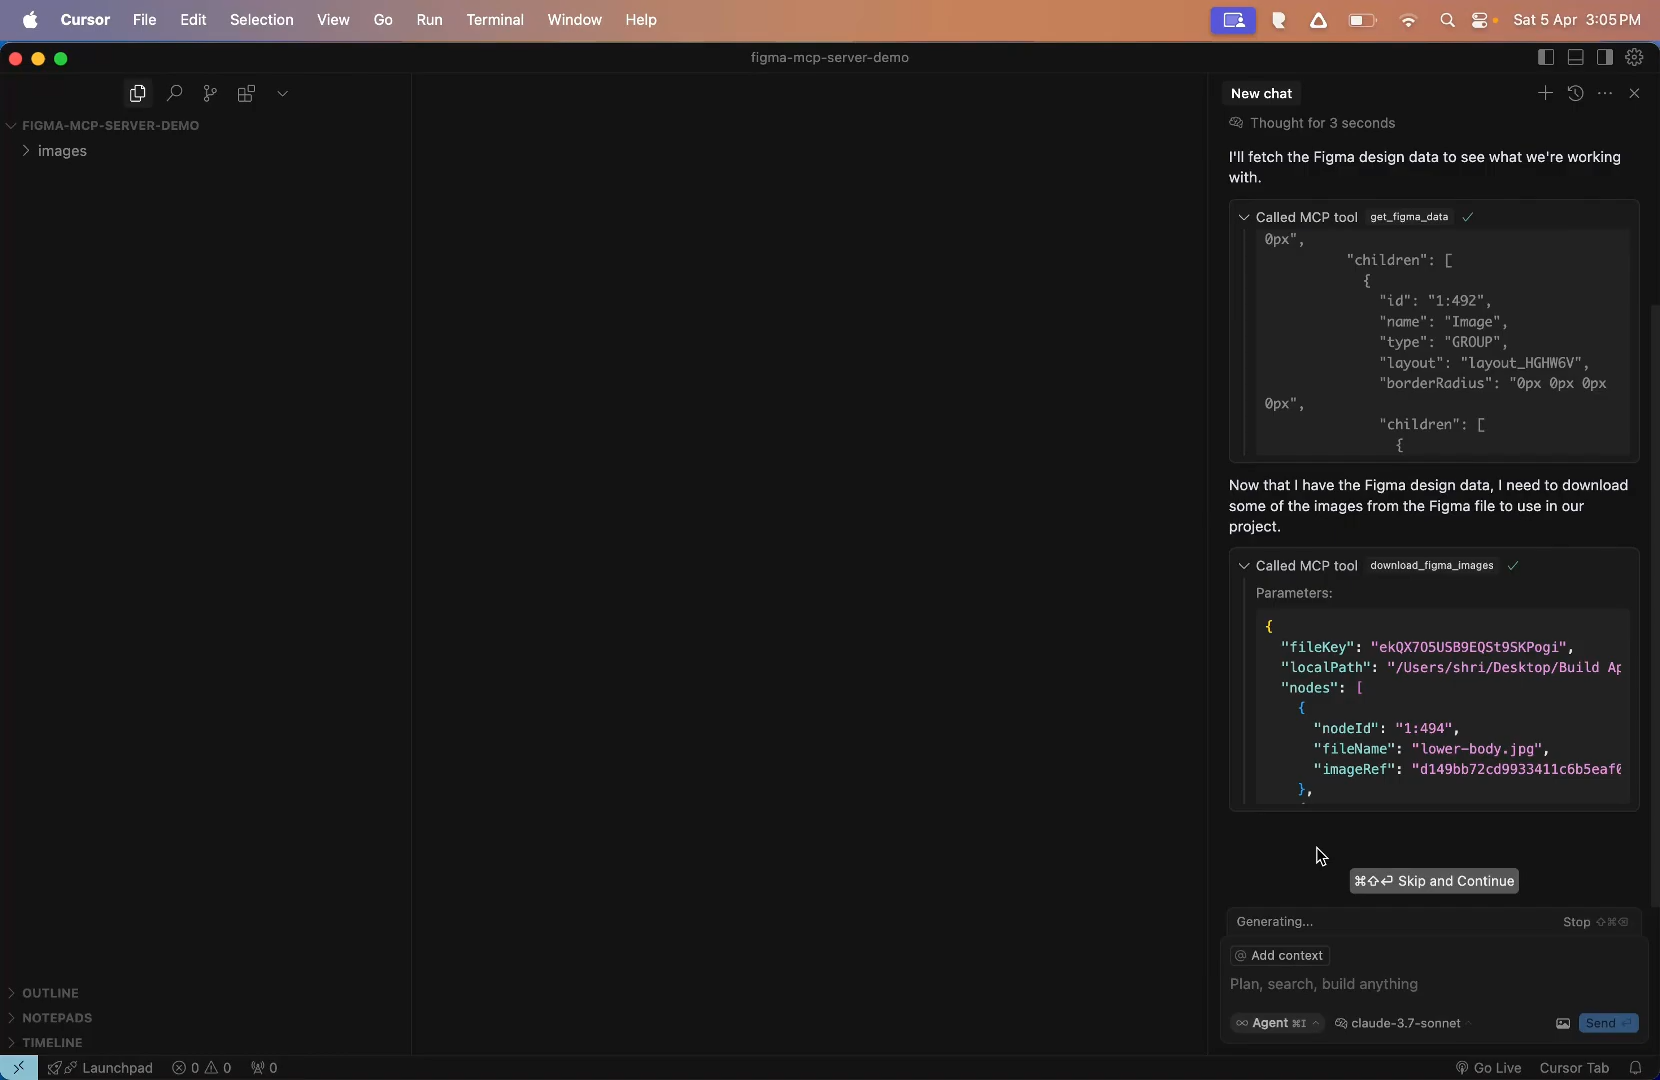 Cursor File Edit Selection View Go Run Terminal Window Help
Sat 5 Apr 3:05 PM
figma-mcp-server-demo
FIGMA-MCP-SERVER-DEMO
images
OUTLINE
NOTEPADS
TIMELINE
New chat
Thought for 3 seconds
I'll fetch the Figma design data to see what we're working
with.
Called MCP tool get_figma_data
0px",
"children": [
{
"id": "1:492",
"name": "Image",
"type": "GROUP",
"layout": "layout_HGHW6V",
"borderRadius": "0px 0px 0px
0px",
"children": [
{
Now that I have the Figma design data, I need to download
some of the images from the Figma file to use in our
project.
Called MCP tool download_figma_images
Parameters:
{
"fileKey": "ekQX7O5USB9EQSt9SKPogi",
"localPath": "/Users/shri/Desktop/Build Ap
"nodes": [
{
"nodeId": "1:494",
"fileName": "lower-body.jpg",
"imageRef": "d149bb72cd9933411c6b5eaf0
},
⌘⇧⏎ Skip and Continue
Generating... Stop ⇧⌘⌫
@ Add context
Plan, search, build anything
∞ Agent ⌘I claude-3.7-sonnet Send ⏎
Launchpad 0 0 0 Go Live Cursor Tab